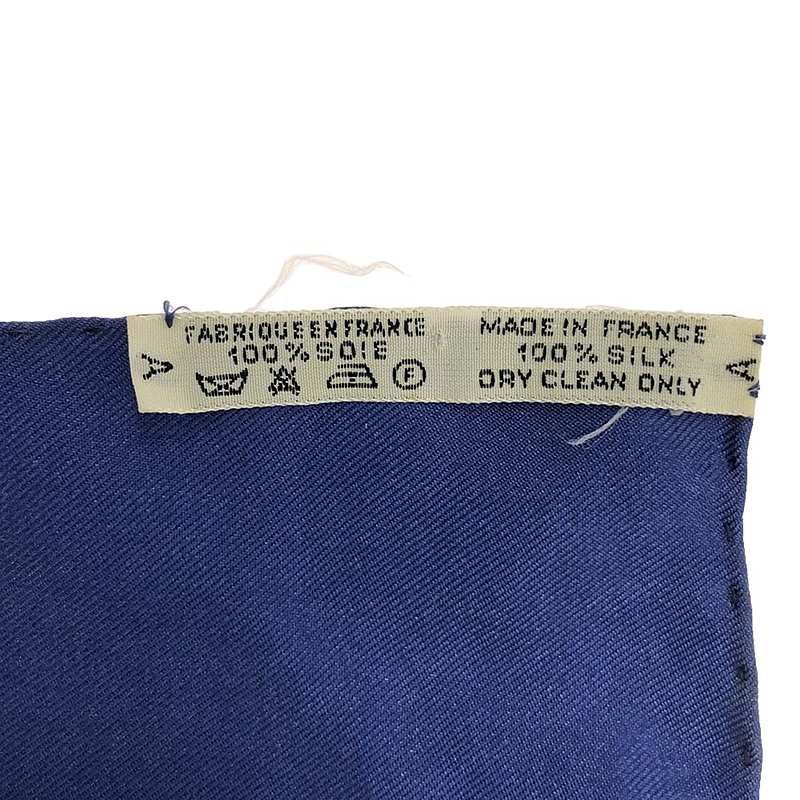 FABRIQUE EN FRANCE
100% SOIE
F
MADE IN FRANCE
100% SILK
DRY CLEAN ONLY
A
A